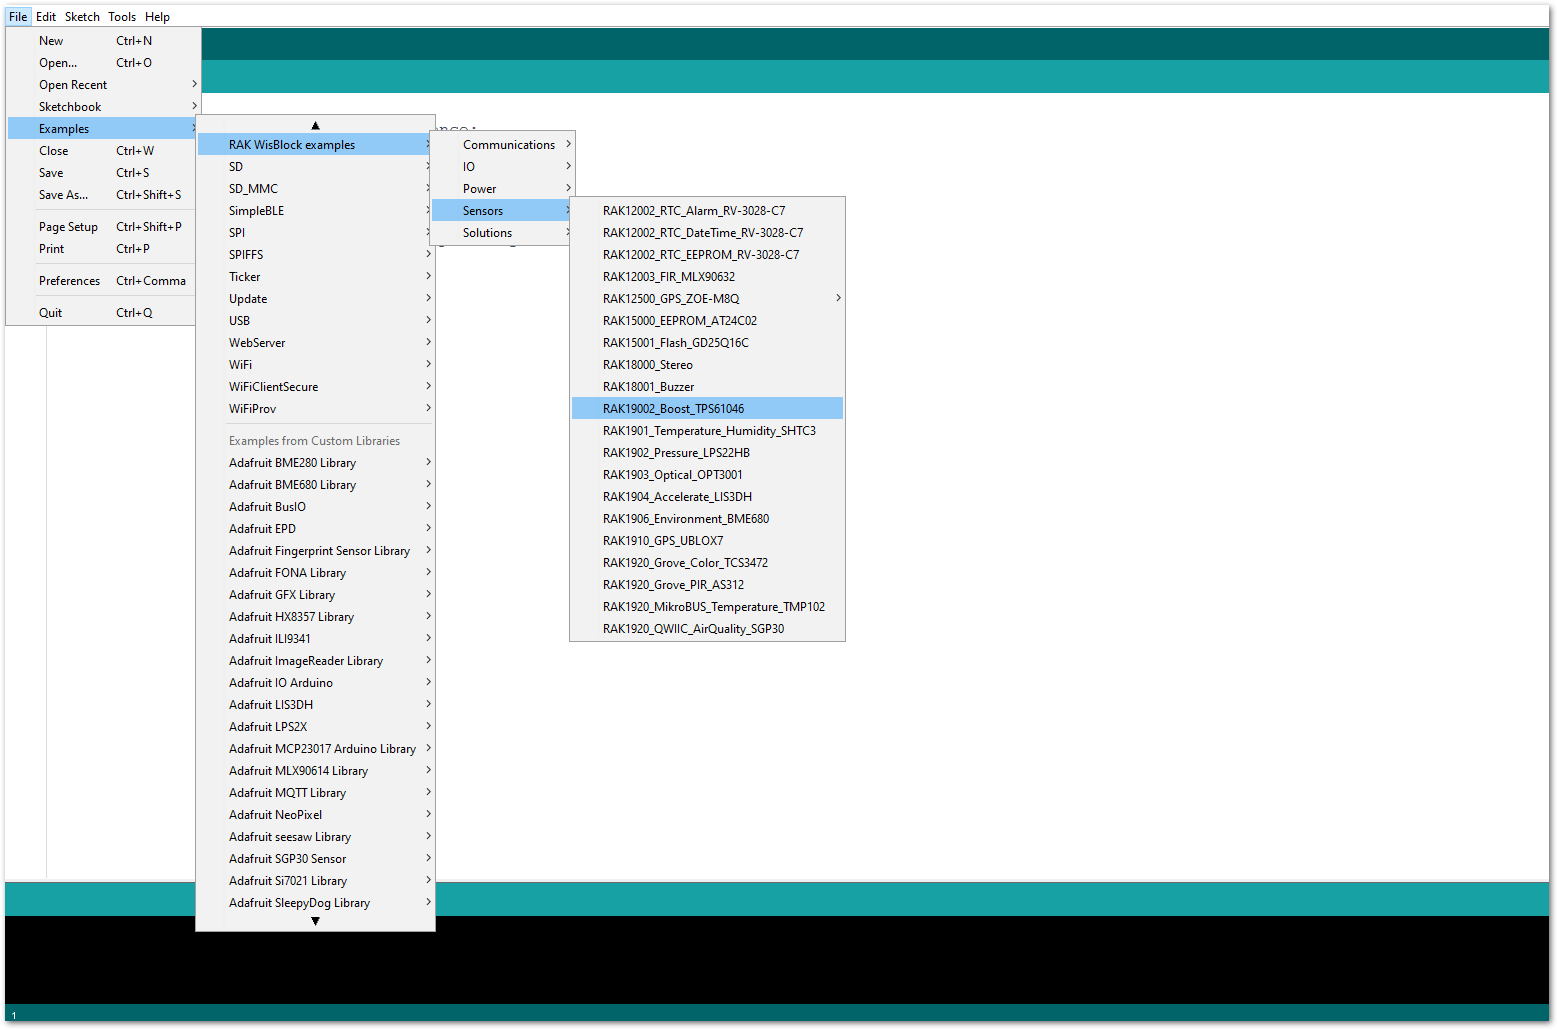 File Edit Sketch Tools Help
New Ctrl+N
Open... Ctrl+O
Open Recent
Sketchbook
Examples
Close Ctrl+W
Save Ctrl+S
Save As... Ctrl+Shift+S
Page Setup Ctrl+Shift+P
Print Ctrl+P
Preferences Ctrl+Comma
Quit Ctrl+Q
RAK WisBlock examples
SD
SD_MMC
SimpleBLE
SPI
SPIFFS
Ticker
Update
USB
WebServer
WiFi
WiFiClientSecure
WiFiProv
Examples from Custom Libraries
Adafruit BME280 Library
Adafruit BME680 Library
Adafruit BusIO
Adafruit EPD
Adafruit Fingerprint Sensor Library
Adafruit FONA Library
Adafruit GFX Library
Adafruit HX8357 Library
Adafruit ILI9341
Adafruit ImageReader Library
Adafruit IO Arduino
Adafruit LIS3DH
Adafruit LPS2X
Adafruit MCP23017 Arduino Library
Adafruit MLX90614 Library
Adafruit MQTT Library
Adafruit NeoPixel
Adafruit seesaw Library
Adafruit SGP30 Sensor
Adafruit Si7021 Library
Adafruit SleepyDog Library
Communications
IO
Power
Sensors
Solutions
RAK12002_RTC_Alarm_RV-3028-C7
RAK12002_RTC_DateTime_RV-3028-C7
RAK12002_RTC_EEPROM_RV-3028-C7
RAK12003_FIR_MLX90632
RAK12500_GPS_ZOE-M8Q
RAK15000_EEPROM_AT24C02
RAK15001_Flash_GD25Q16C
RAK18000_Stereo
RAK18001_Buzzer
RAK19002_Boost_TPS61046
RAK1901_Temperature_Humidity_SHTC3
RAK1902_Pressure_LPS22HB
RAK1903_Optical_OPT3001
RAK1904_Accelerate_LIS3DH
RAK1906_Environment_BME680
RAK1910_GPS_UBLOX7
RAK1920_Grove_Color_TCS3472
RAK1920_Grove_PIR_AS312
RAK1920_MikroBUS_Temperature_TMP102
RAK1920_QWIIC_AirQuality_SGP30
1